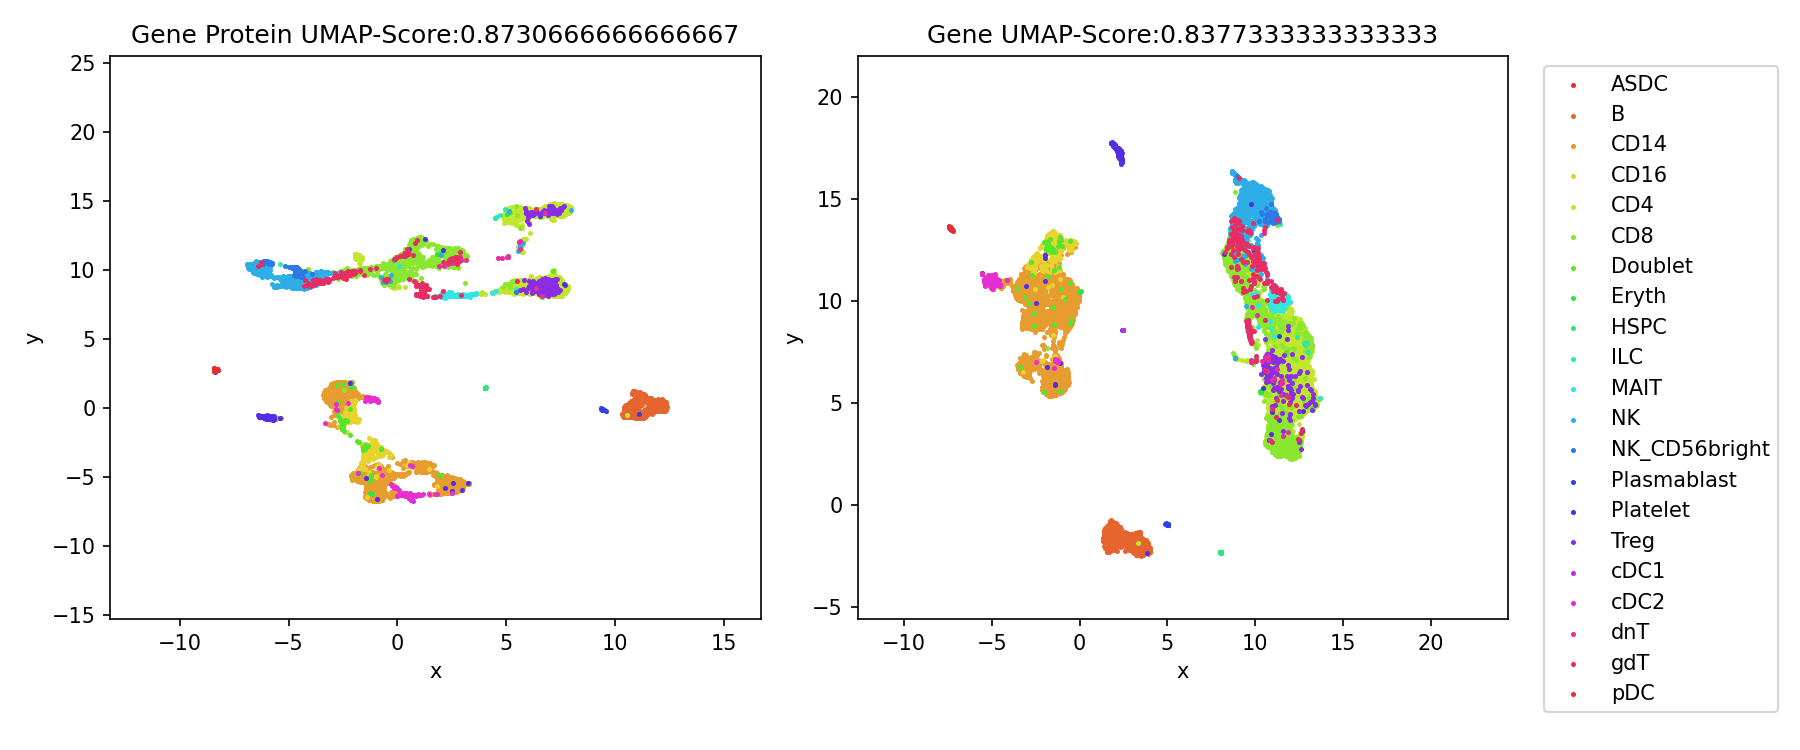 Gene Protein UMAP-Score:0.8730666666666667
25
20
15
10
5
0
−5
−10
−15
y
−10 −5 0 5 10 15
x
Gene UMAP-Score:0.8377333333333333
20
15
10
5
0
−5
y
−10 −5 0 5 10 15 20
x
ASDC
B
CD14
CD16
CD4
CD8
Doublet
Eryth
HSPC
ILC
MAIT
NK
NK_CD56bright
Plasmablast
Platelet
Treg
cDC1
cDC2
dnT
gdT
pDC